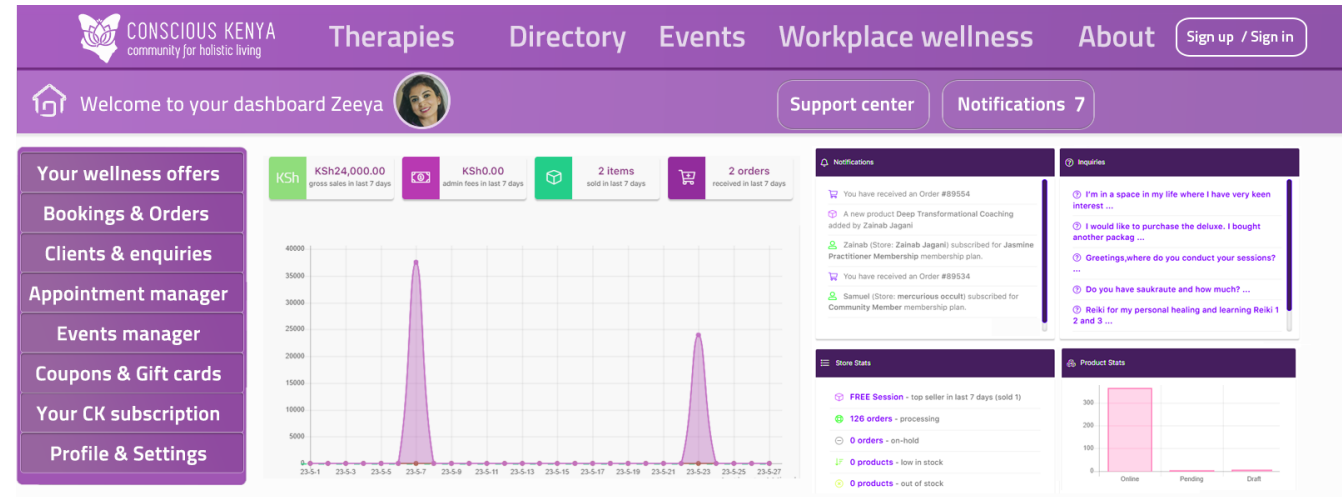 CONSCIOUS KENYA
community for holistic living
Therapies
Directory
Events
Workplace wellness
About
Sign up / Sign in
Welcome to your dashboard Zeeya
Support center
Notifications 7
Your wellness offers
Bookings & Orders
Clients & enquiries
Appointment manager
Events manager
Coupons & Gift cards
Your CK subscription
Profile & Settings
KSh
KSh24,000.00
gross sales in last 7 days
KSh0.00
admin fees in last 7 days
2 items
sold in last 7 days
2 orders
received in last 7 days
40000
35000
30000
25000
20000
15000
10000
5000
0
23-5-1 23-5-3 23-5-5 23-5-7 23-5-9 23-5-11 23-5-13 23-5-15 23-5-17 23-5-19 23-5-21 23-5-23 23-5-25 23-5-27
Notifications
You have received an Order #89554
A new product Deep Transformational Coaching
added by Zainab Jagani
Zainab (Store: Zainab Jagani) subscribed for Jasmine
Practitioner Membership membership plan.
You have received an Order #89534
Samuel (Store: mercurious occult) subscribed for
Community Member membership plan.
Inquiries
I'm in a space in my life where I have very keen
interest ...
I would like to purchase the deluxe. I bought
another packag ...
Greetings,where do you conduct your sessions?
...
Do you have saukraute and how much? ...
Reiki for my personal healing and learning Reiki 1
2 and 3 ...
Store Stats
FREE Session - top seller in last 7 days (sold 1)
126 orders - processing
0 orders - on-hold
0 products - low in stock
0 products - out of stock
Product Stats
300
200
100
0
Online Pending Draft